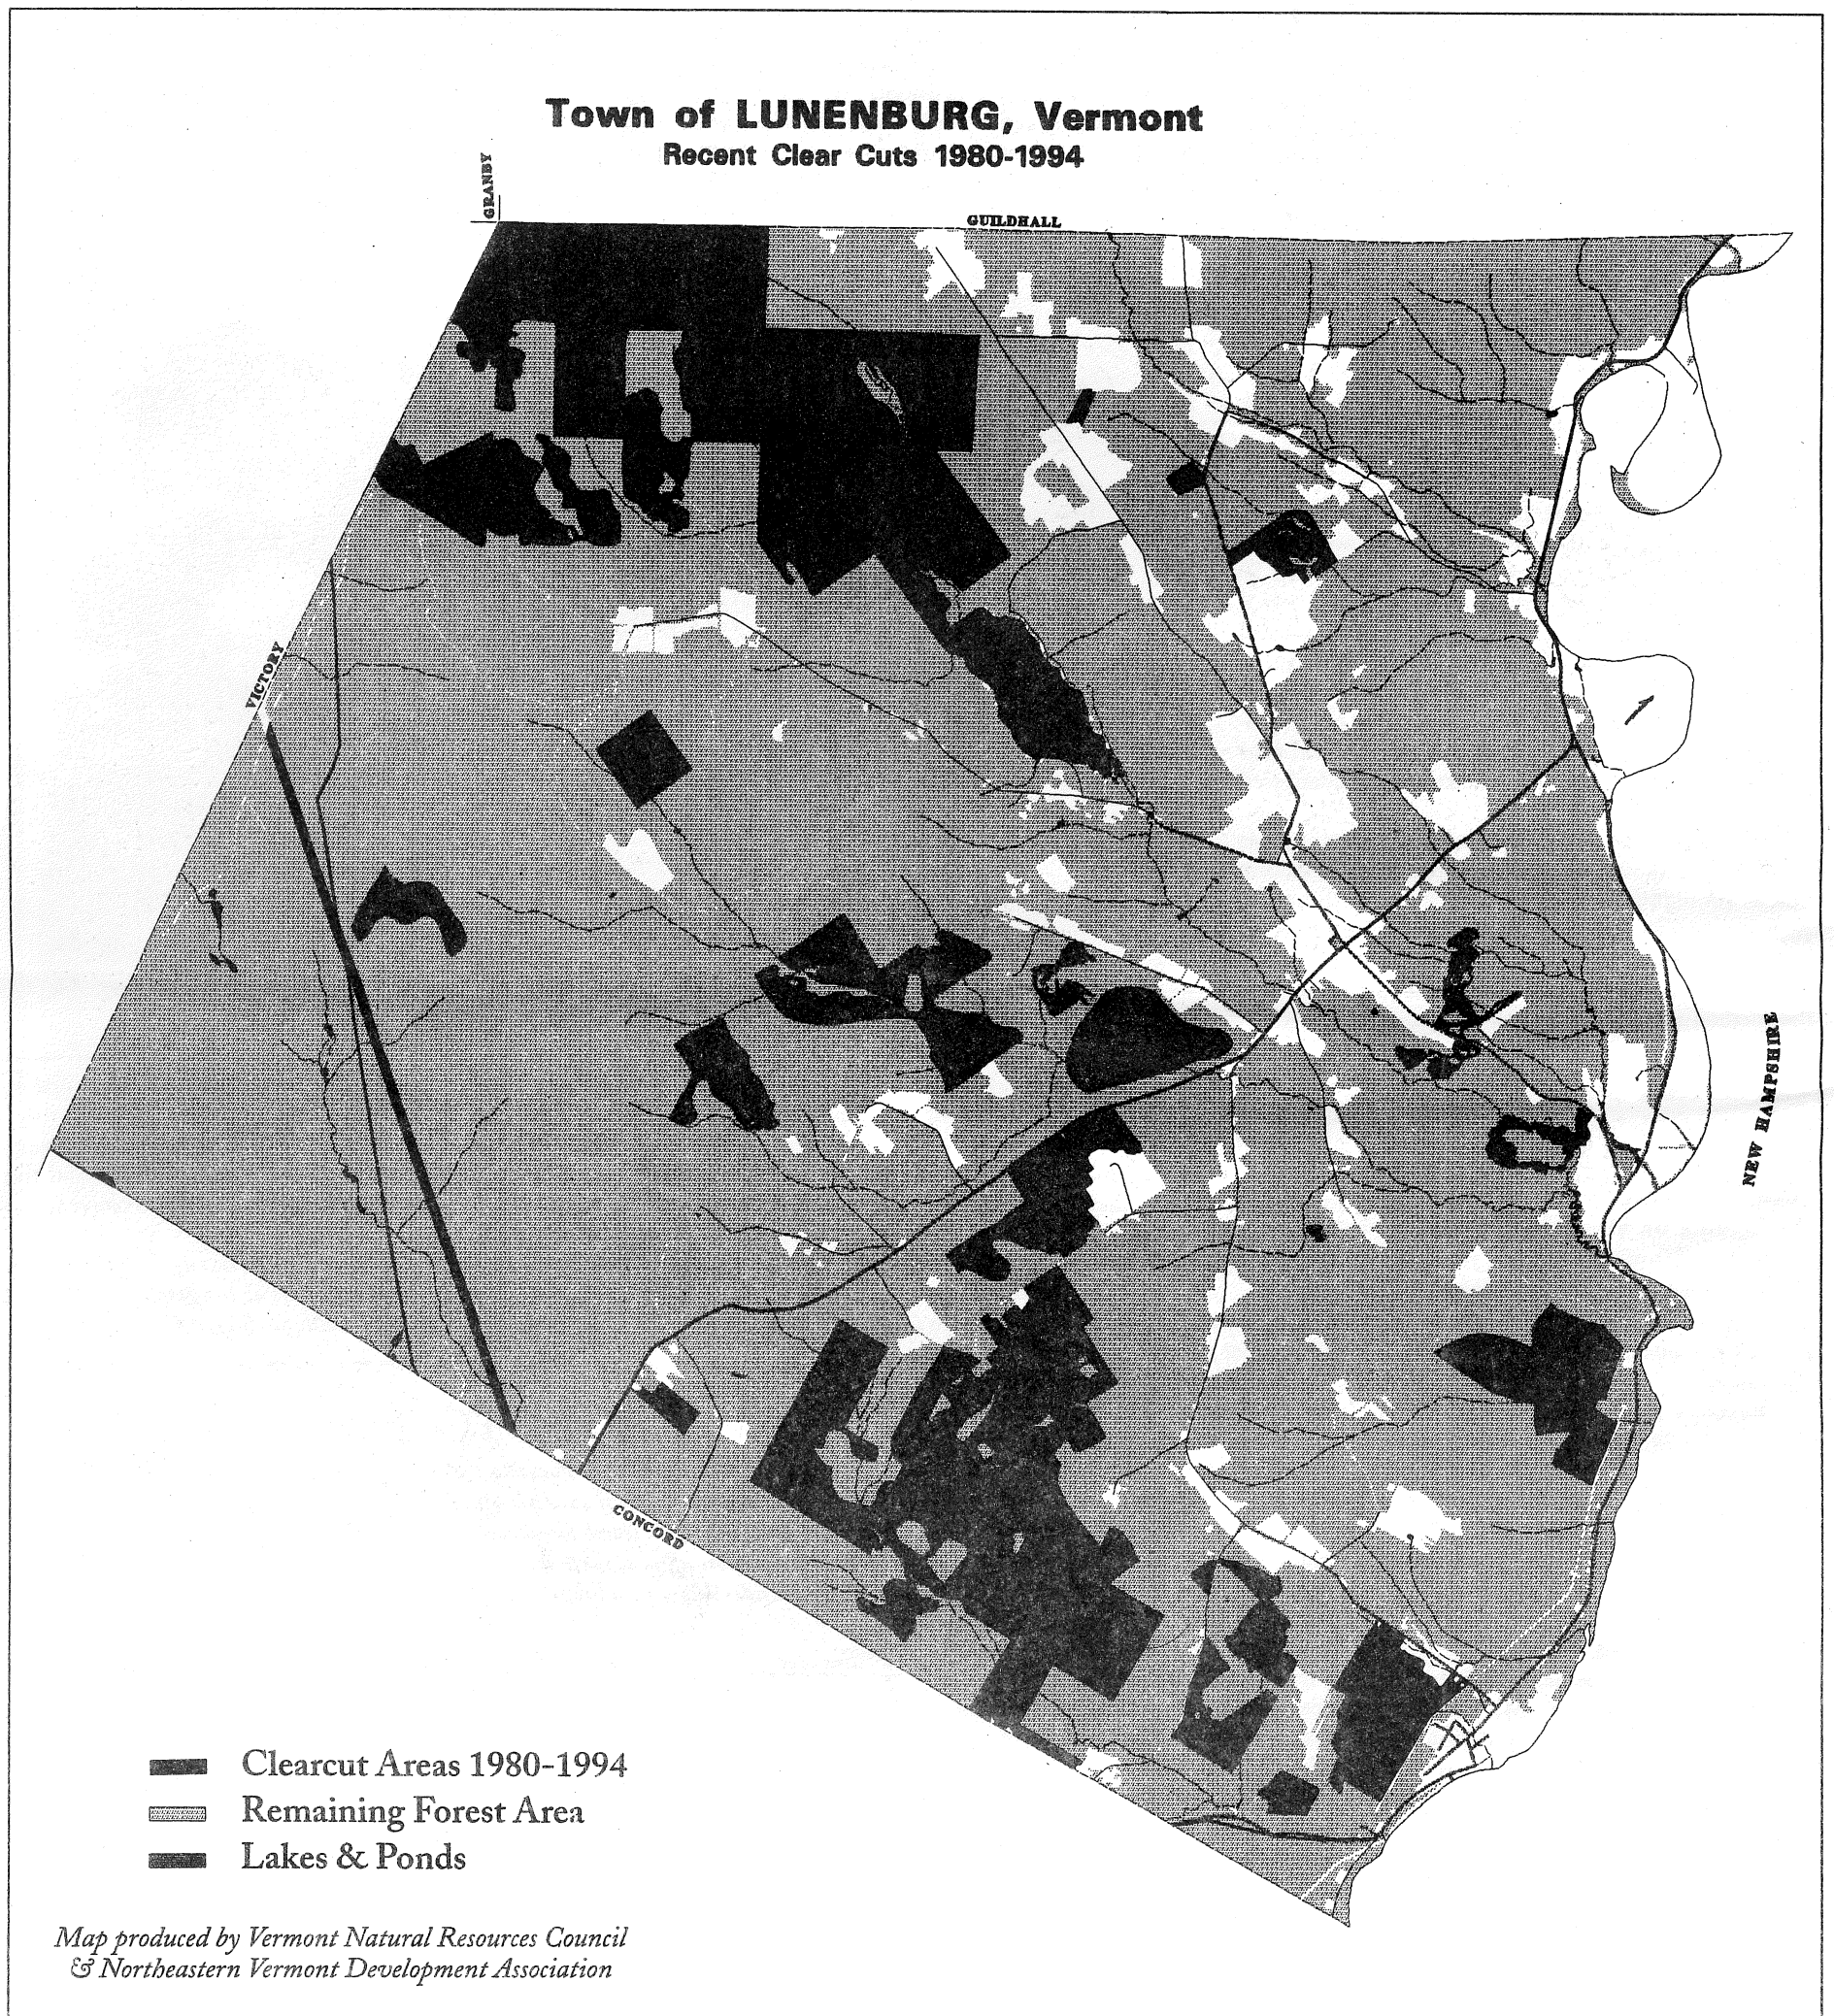 Town of LUNENBURG, Vermont
Recent Clear Cuts 1980-1994
GRANBY
GUILDHALL
VICTORY
NEW HAMPSHIRE
CONCORD
Clearcut Areas 1980-1994
Remaining Forest Area
Lakes & Ponds
Map produced by Vermont Natural Resources Council
& Northeastern Vermont Development Association